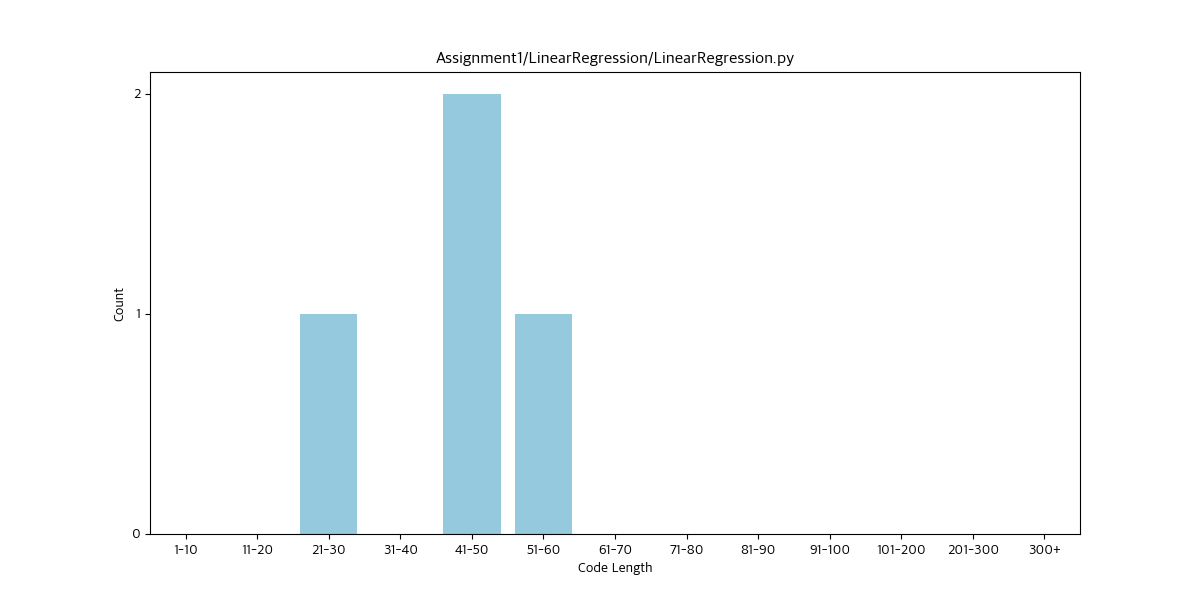 Assignment1/LinearRegression/LinearRegression.py
2
1
0
Count
1-10 11-20 21-30 31-40 41-50 51-60 61-70 71-80 81-90 91-100 101-200 201-300 300+
Code Length